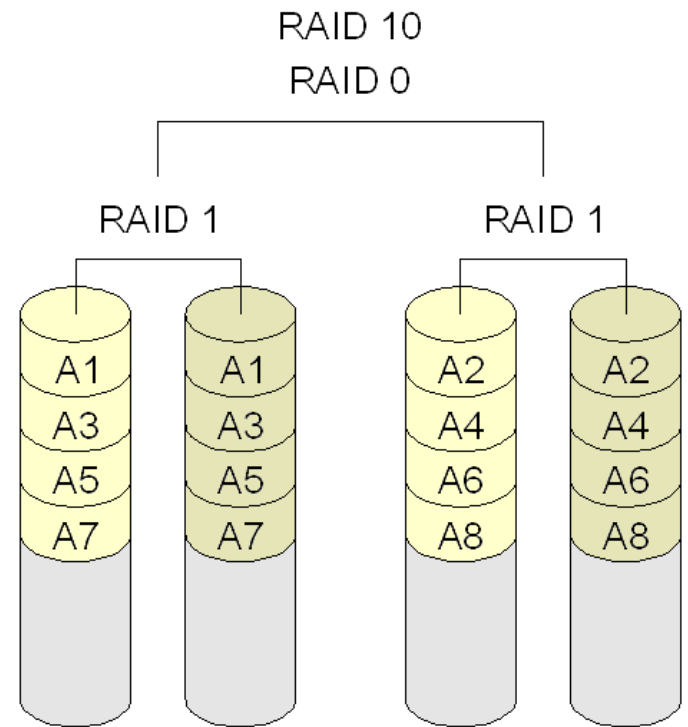 RAID 10
RAID 0
RAID 1 RAID 1
A1 A1 A2 A2
A3 A3 A4 A4
A5 A5 A6 A6
A7 A7 A8 A8